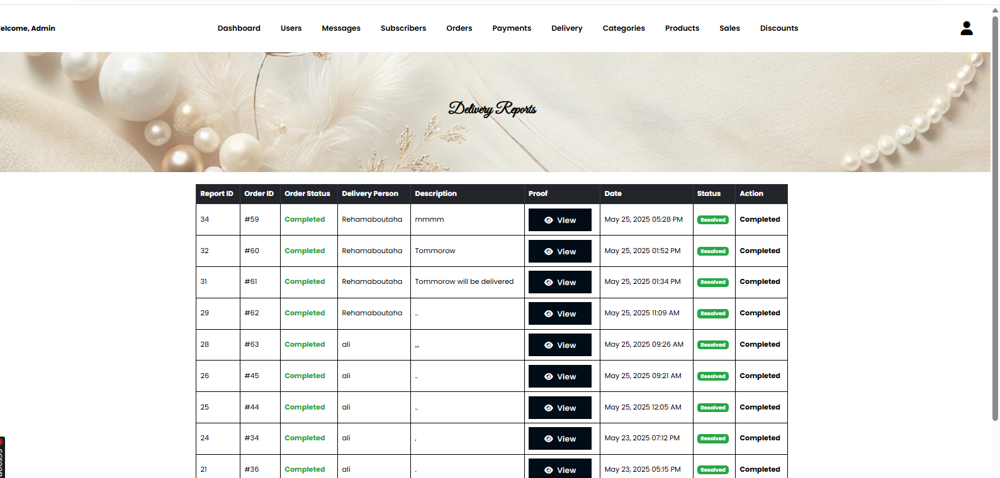 elcome, Admin Dashboard Users Messages Subscribers Orders Payments Delivery Categories Products Sales Discounts
Delivery Reports
Report ID Order ID Order Status Delivery Person Description Proof Date Status Action
34 #59 Completed Rehamaboutaha mmmm View May 25, 2025 05:28 PM Resolved Completed
32 #60 Completed Rehamaboutaha Tommorow View May 25, 2025 01:52 PM Resolved Completed
31 #61 Completed Rehamaboutaha Tommorow will be delivered View May 25, 2025 01:34 PM Resolved Completed
29 #62 Completed Rehamaboutaha .. View May 25, 2025 11:09 AM Resolved Completed
28 #63 Completed ali ,,, View May 25, 2025 09:26 AM Resolved Completed
26 #45 Completed ali .. View May 25, 2025 09:21 AM Resolved Completed
25 #44 Completed ali .. View May 25, 2025 12:05 AM Resolved Completed
24 #34 Completed ali , View May 23, 2025 07:12 PM Resolved Completed
21 #36 Completed ali . View May 23, 2025 05:15 PM Resolved Completed